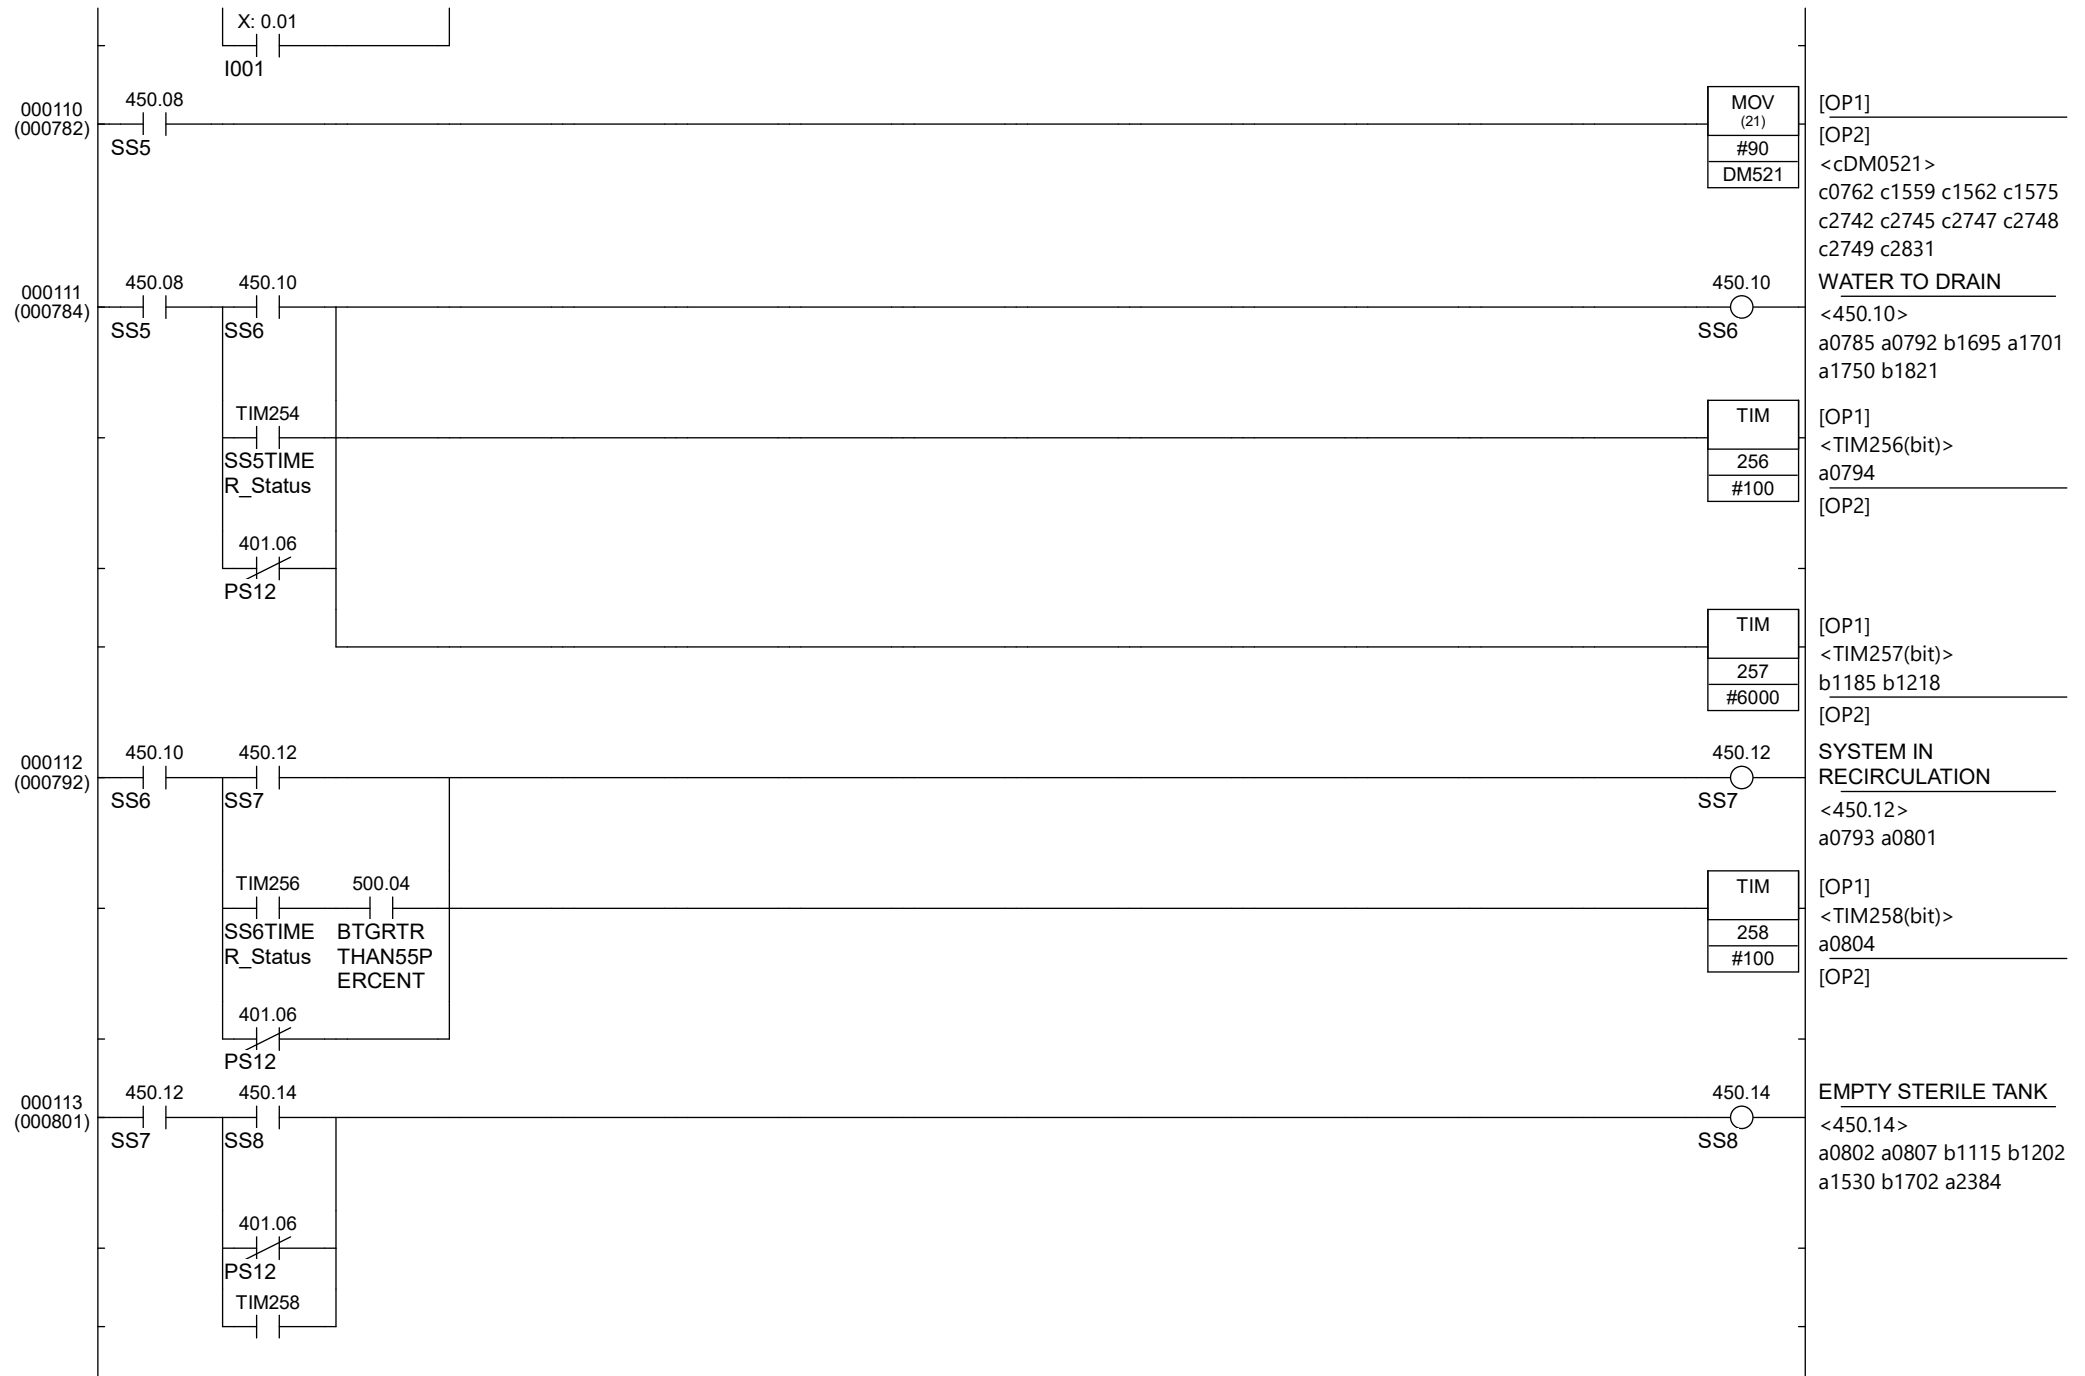 X: 0.01
I001
000110
(000782)
450.08
SS5
MOV
(21)
#90
DM521
[OP1]
[OP2]
<cDM0521>
c0762 c1559 c1562 c1575
c2742 c2745 c2747 c2748
c2749 c2831
000111
(000784)
450.08
SS5
450.10
SS6
450.10
SS6
WATER TO DRAIN
<450.10>
a0785 a0792 b1695 a1701
a1750 b1821
TIM254
SS5TIME
R_Status
TIM
256
#100
[OP1]
<TIM256(bit)>
a0794
[OP2]
401.06
PS12
TIM
257
#6000
[OP1]
<TIM257(bit)>
b1185 b1218
[OP2]
000112
(000792)
450.10
SS6
450.12
SS7
450.12
SS7
SYSTEM IN
RECIRCULATION
<450.12>
a0793 a0801
TIM256
SS6TIME
R_Status
500.04
BTGRTR
THAN55P
ERCENT
TIM
258
#100
[OP1]
<TIM258(bit)>
a0804
[OP2]
401.06
PS12
000113
(000801)
450.12
SS7
450.14
SS8
450.14
SS8
EMPTY STERILE TANK
<450.14>
a0802 a0807 b1115 b1202
a1530 b1702 a2384
401.06
PS12
TIM258